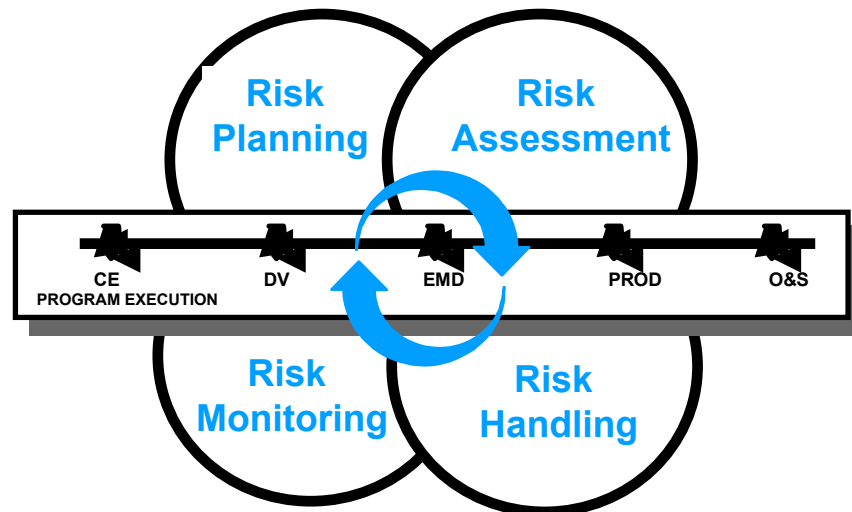 Risk
Planning
Risk
Assessment
CE
DV
EMD
PROD
O&S
PROGRAM EXECUTION
Risk
Monitoring
Risk
Handling